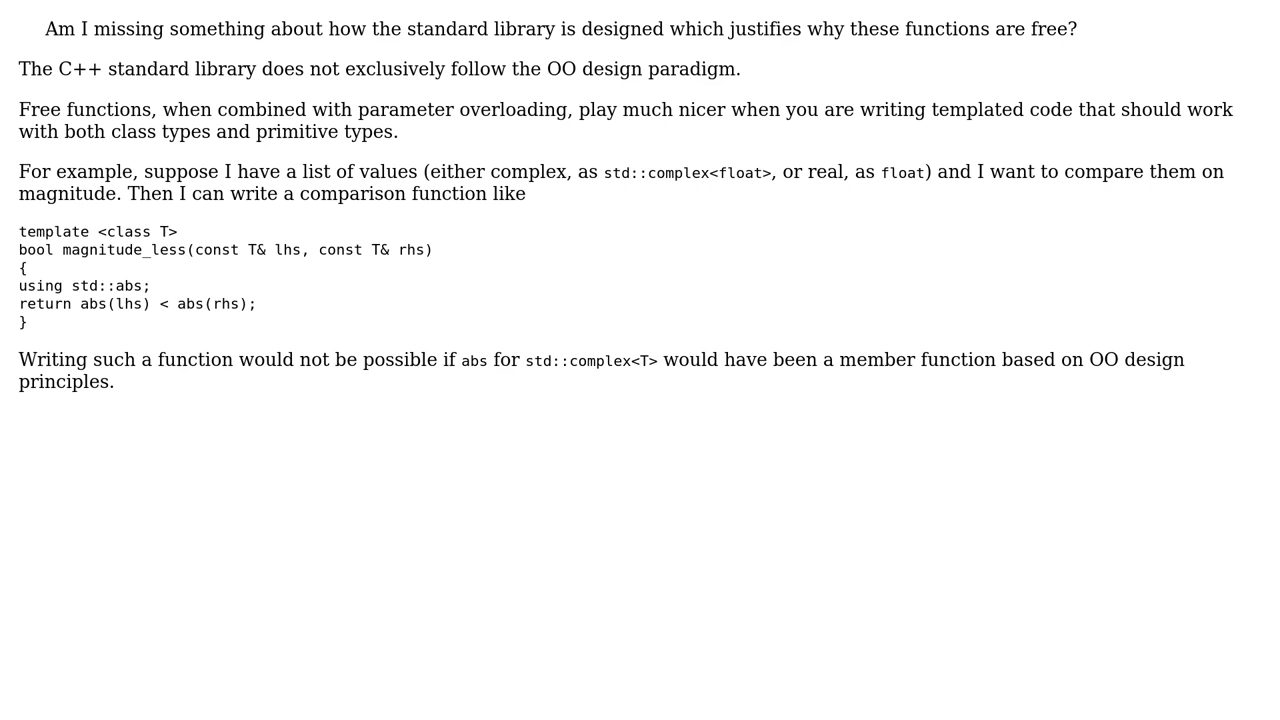 Am I missing something about how the standard library is designed which justifies why these functions are free?
The C++ standard library does not exclusively follow the OO design paradigm.
Free functions, when combined with parameter overloading, play much nicer when you are writing templated code that should work
with both class types and primitive types.
For example, suppose I have a list of values (either complex, as std::complex<float>, or real, as float) and I want to compare them on
magnitude. Then I can write a comparison function like
template <class T>
bool magnitude_less(const T& lhs, const T& rhs)
{
using std::abs;
return abs(lhs) < abs(rhs);
}
Writing such a function would not be possible if abs for std::complex<T> would have been a member function based on OO design
principles.